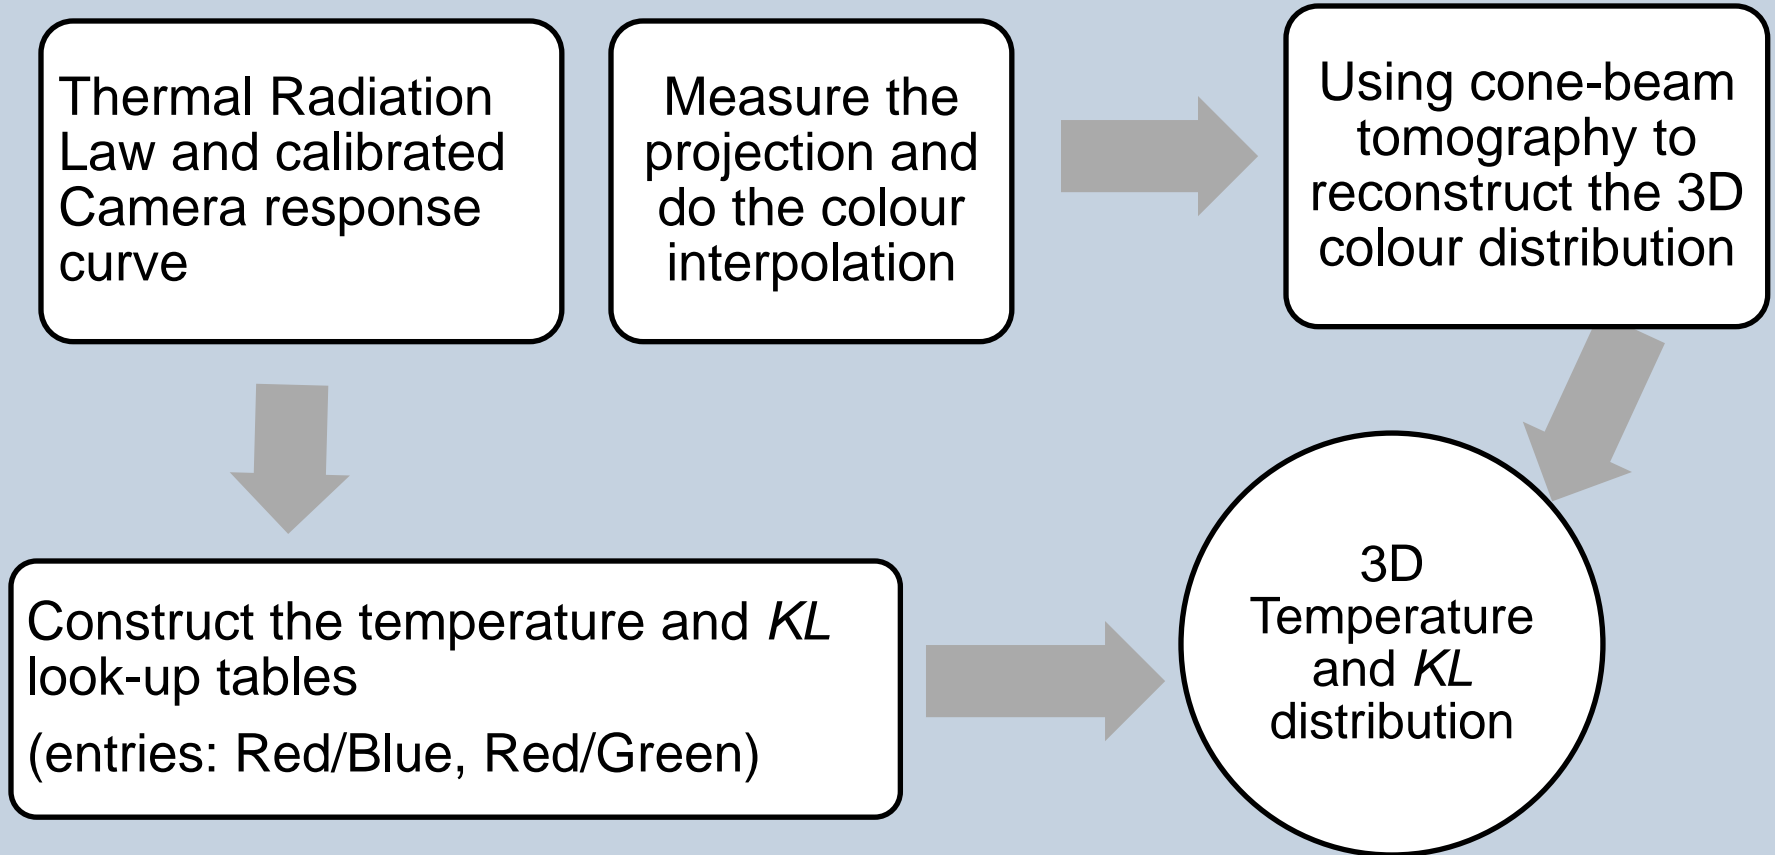 Thermal Radiation
Law and calibrated
Camera response
curve
Measure the
projection and
do the colour
interpolation
Using cone-beam
tomography to
reconstruct the 3D
colour distribution
Construct the temperature and KL
look-up tables
(entries: Red/Blue, Red/Green)
3D
Temperature
and KL
distribution